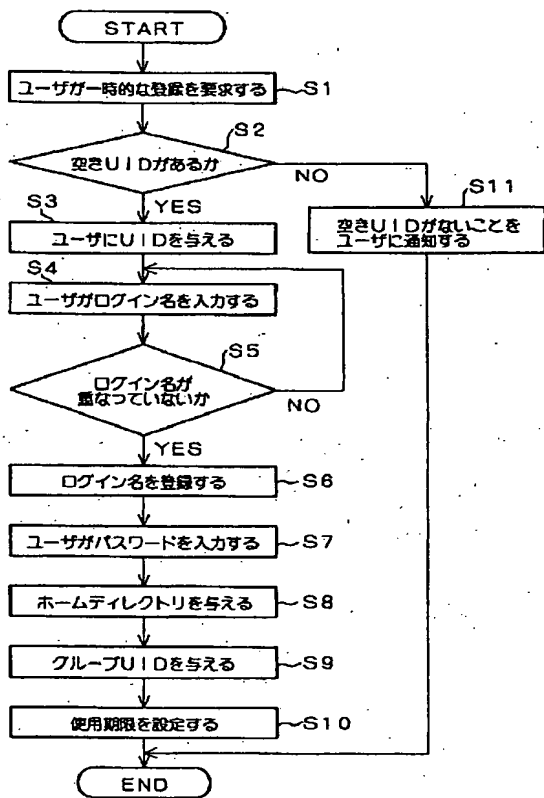 START
ユーザが一時的な登録を要求する
S1
S2
空きUIDがあるか
NO
YES
S11
空きUIDがないことを
ユーザに通知する
S3
ユーザにUIDを与える
S4
ユーザがログイン名を入力する
S5
ログイン名が
重なっていないか
NO
YES
ログイン名を登録する
S6
ユーザがパスワードを入力する
S7
ホームディレクトリを与える
S8
グループUIDを与える
S9
使用期限を設定する
S10
END